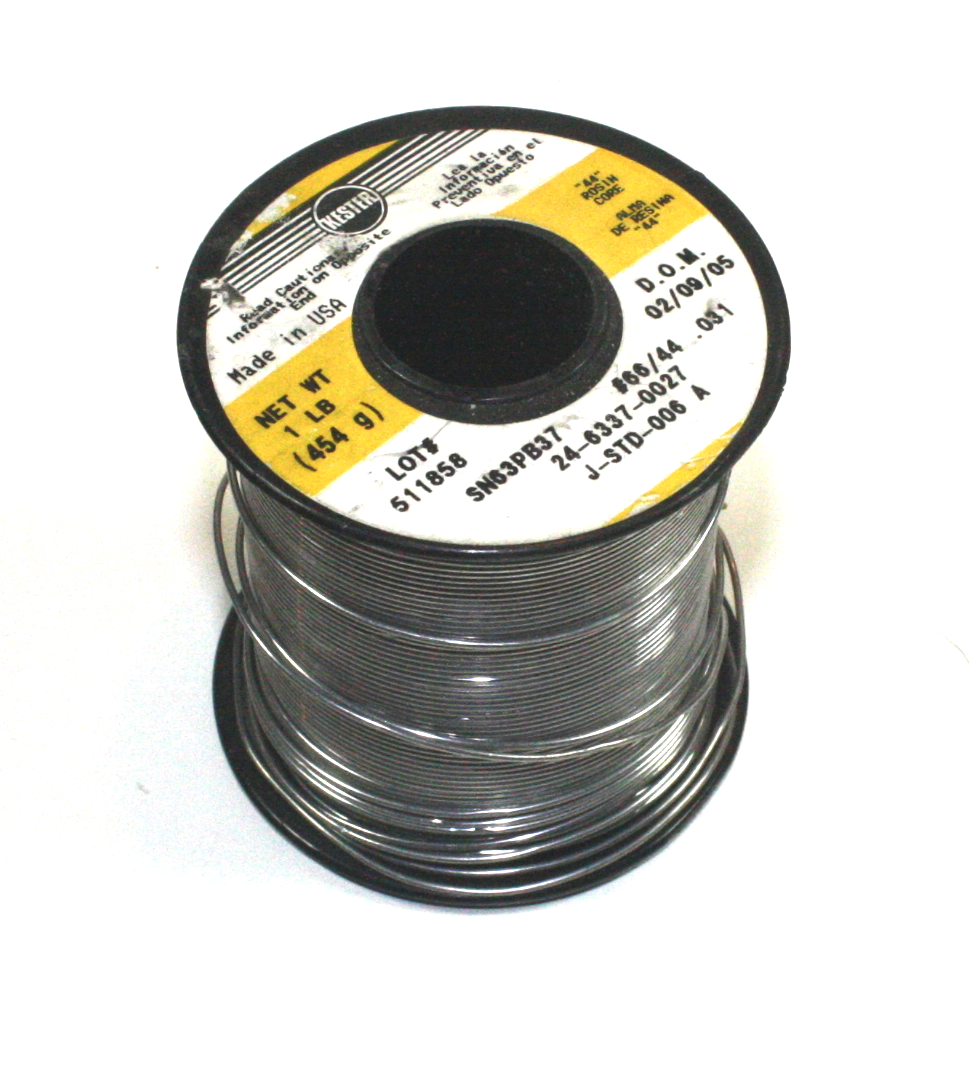 KESTER
Lea la
Información
Preventiva en el
Lado Opuesto
Read Cautionary
Information on Opposite
End
Made in USA
NET WT
1 LB
(454 g)
"44"
ROSIN
CORE
ALMA
DE RESINA
"44"
D.O.M.
02/09/05
LOT#
511858
SN63PB37 #66/44 .031
24-6337-0027
J-STD-006 A